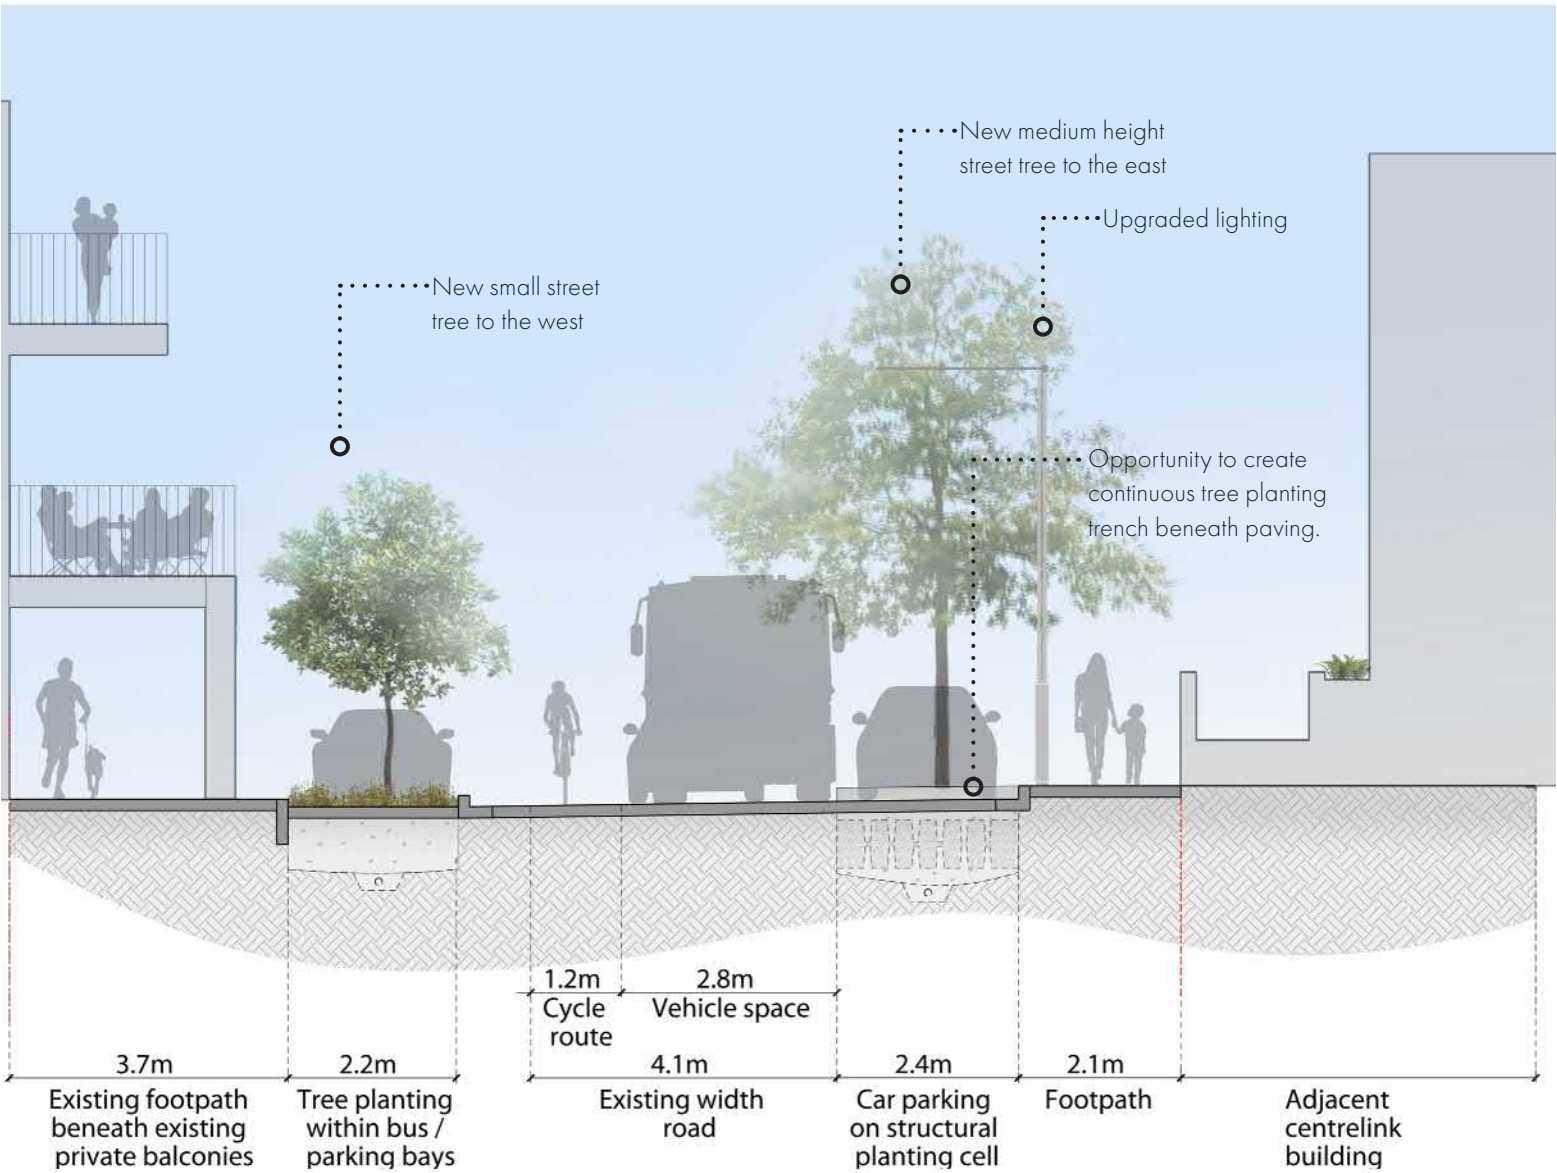 New medium height
street tree to the east
Upgraded lighting
New small street
tree to the west
Opportunity to create
continuous tree planting
trench beneath paving.
1.2m
Cycle
route
2.8m
Vehicle space
3.7m
Existing footpath
beneath existing
private balconies
2.2m
Tree planting
within bus /
parking bays
4.1m
Existing width
road
2.4m
Car parking
on structural
planting cell
2.1m
Footpath
Adjacent
centrelink
building